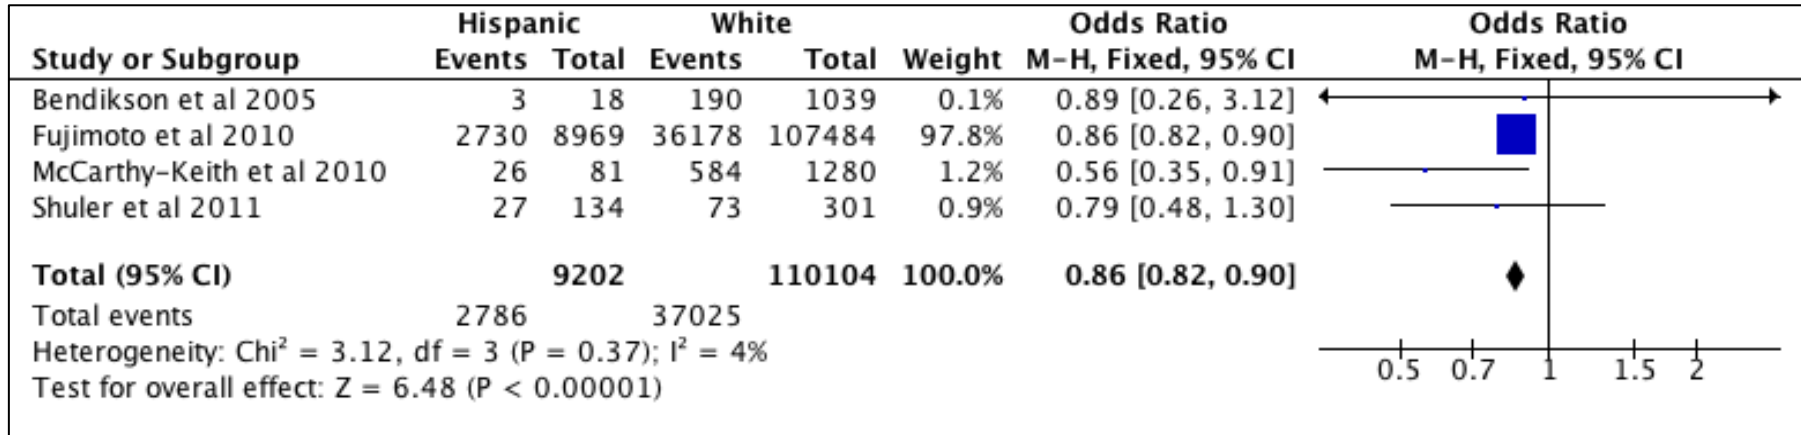 Hispanic White Odds Ratio Odds Ratio
Study or Subgroup Events Total Events Total Weight M-H, Fixed, 95% CI M-H, Fixed, 95% CI
Bendikson et al 2005 3 18 190 1039 0.1% 0.89 [0.26, 3.12]
Fujimoto et al 2010 2730 8969 36178 107484 97.8% 0.86 [0.82, 0.90]
McCarthy-Keith et al 2010 26 81 584 1280 1.2% 0.56 [0.35, 0.91]
Shuler et al 2011 27 134 73 301 0.9% 0.79 [0.48, 1.30]
Total (95% CI) 9202 110104 100.0% 0.86 [0.82, 0.90]
Total events 2786 37025
Heterogeneity: Chi² = 3.12, df = 3 (P = 0.37); I² = 4%
Test for overall effect: Z = 6.48 (P < 0.00001)
0.5 0.7 1 1.5 2